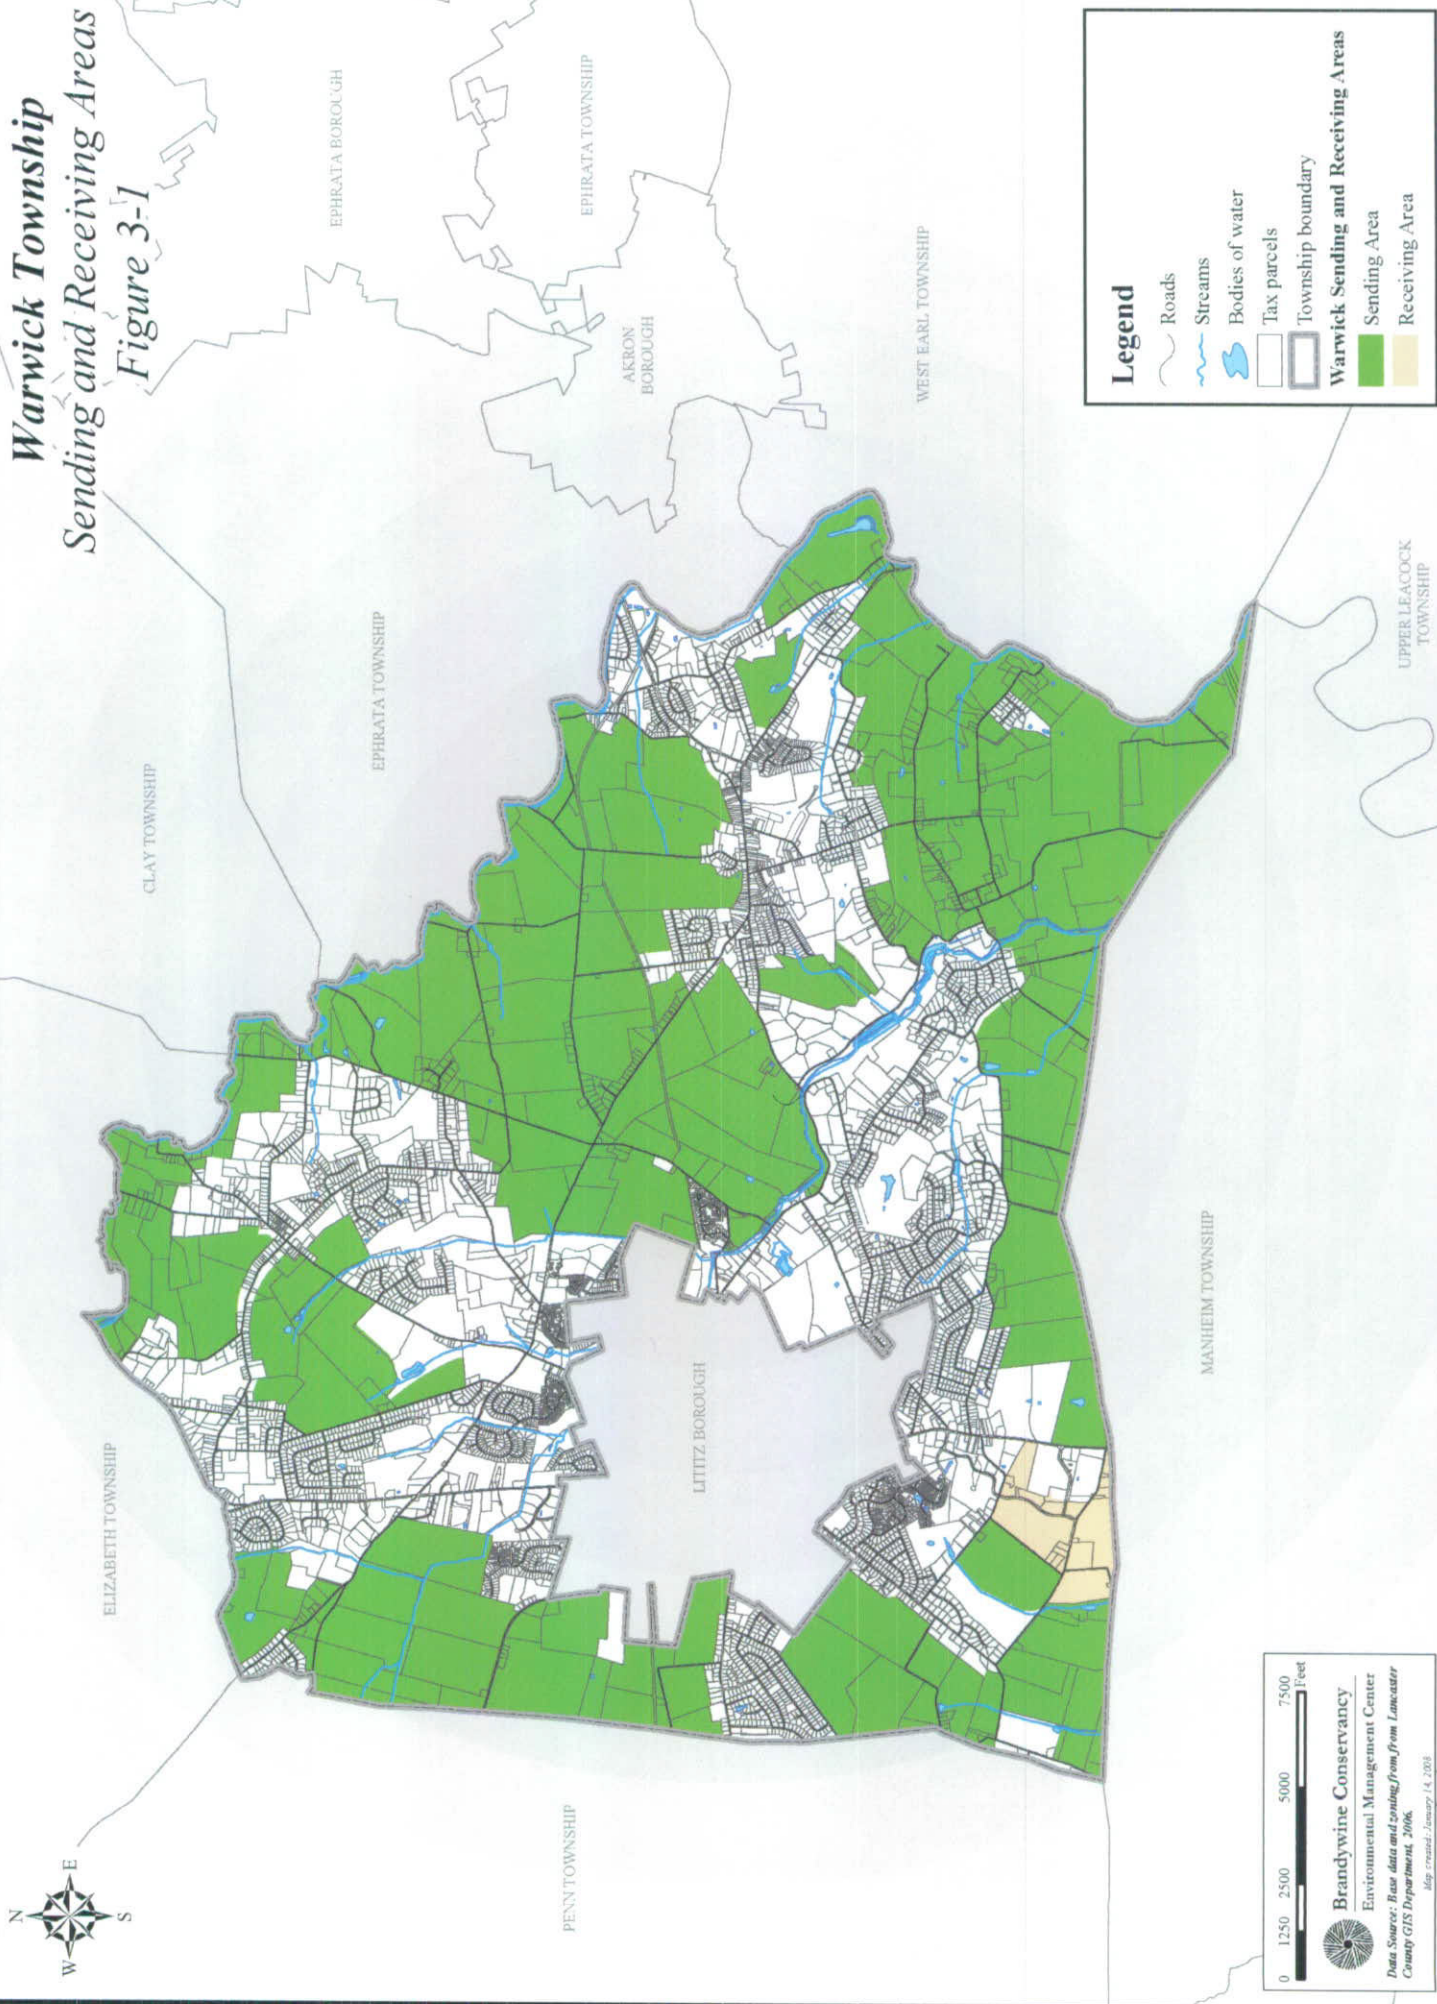 Warwick Township
Sending and Receiving Areas
Figure 3-1
N
W
E
S
CLAY TOWNSHIP
EPHRATA BOROUGH
ELIZABETH TOWNSHIP
EPHRATA TOWNSHIP
EPHRATA TOWNSHIP
AKRON
BOROUGH
PENN TOWNSHIP
LITITZ BOROUGH
WEST EARL TOWNSHIP
MANHEIM TOWNSHIP
UPPER LEACOCK
TOWNSHIP
Legend
Roads
Streams
Bodies of water
Tax parcels
Township boundary
Warwick Sending and Receiving Areas
Sending Area
Receiving Area
0 1250 2500 5000 7500
Feet
Brandywine Conservancy
Environmental Management Center
Data Source: Base data and zoning from from Lancaster
County GIS Department, 2006.
Map created: January 14, 2008